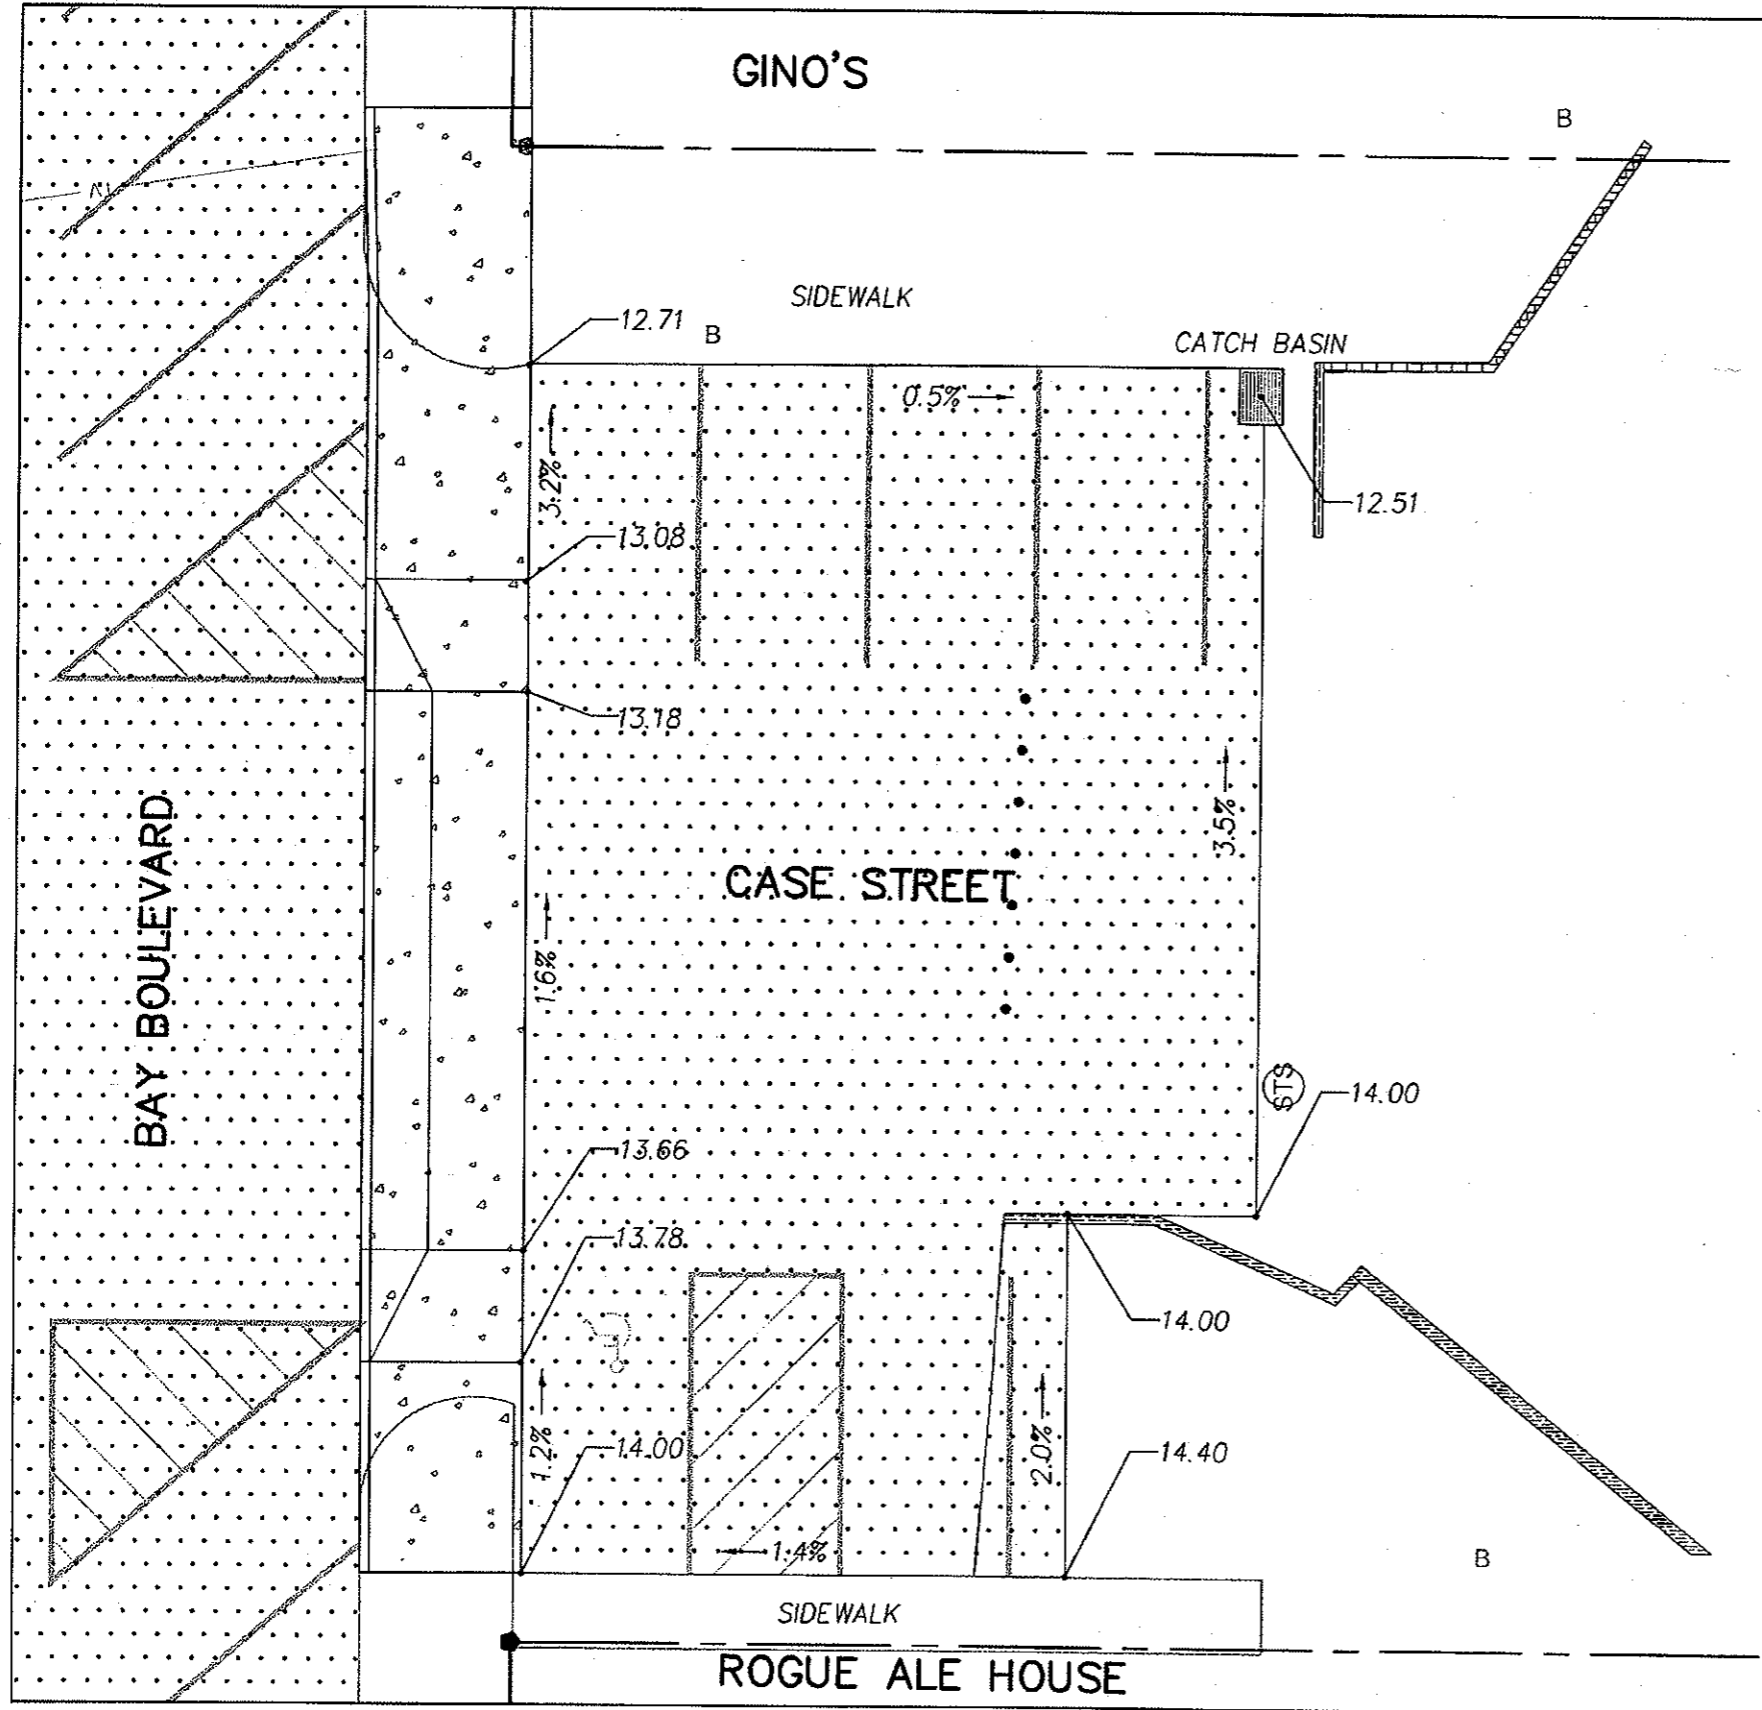 GINO'S
B
SIDEWALK
12.71
B
CATCH BASIN
0.5%
3.2%
12.51
13.08
13.18
BAY BOULEVARD
3.5%
CASE STREET
1.6%
STS
14.00
13.66
13.78
14.00
1.2%
14.00
2.0%
14.40
1.4%
B
SIDEWALK
ROGUE ALE HOUSE